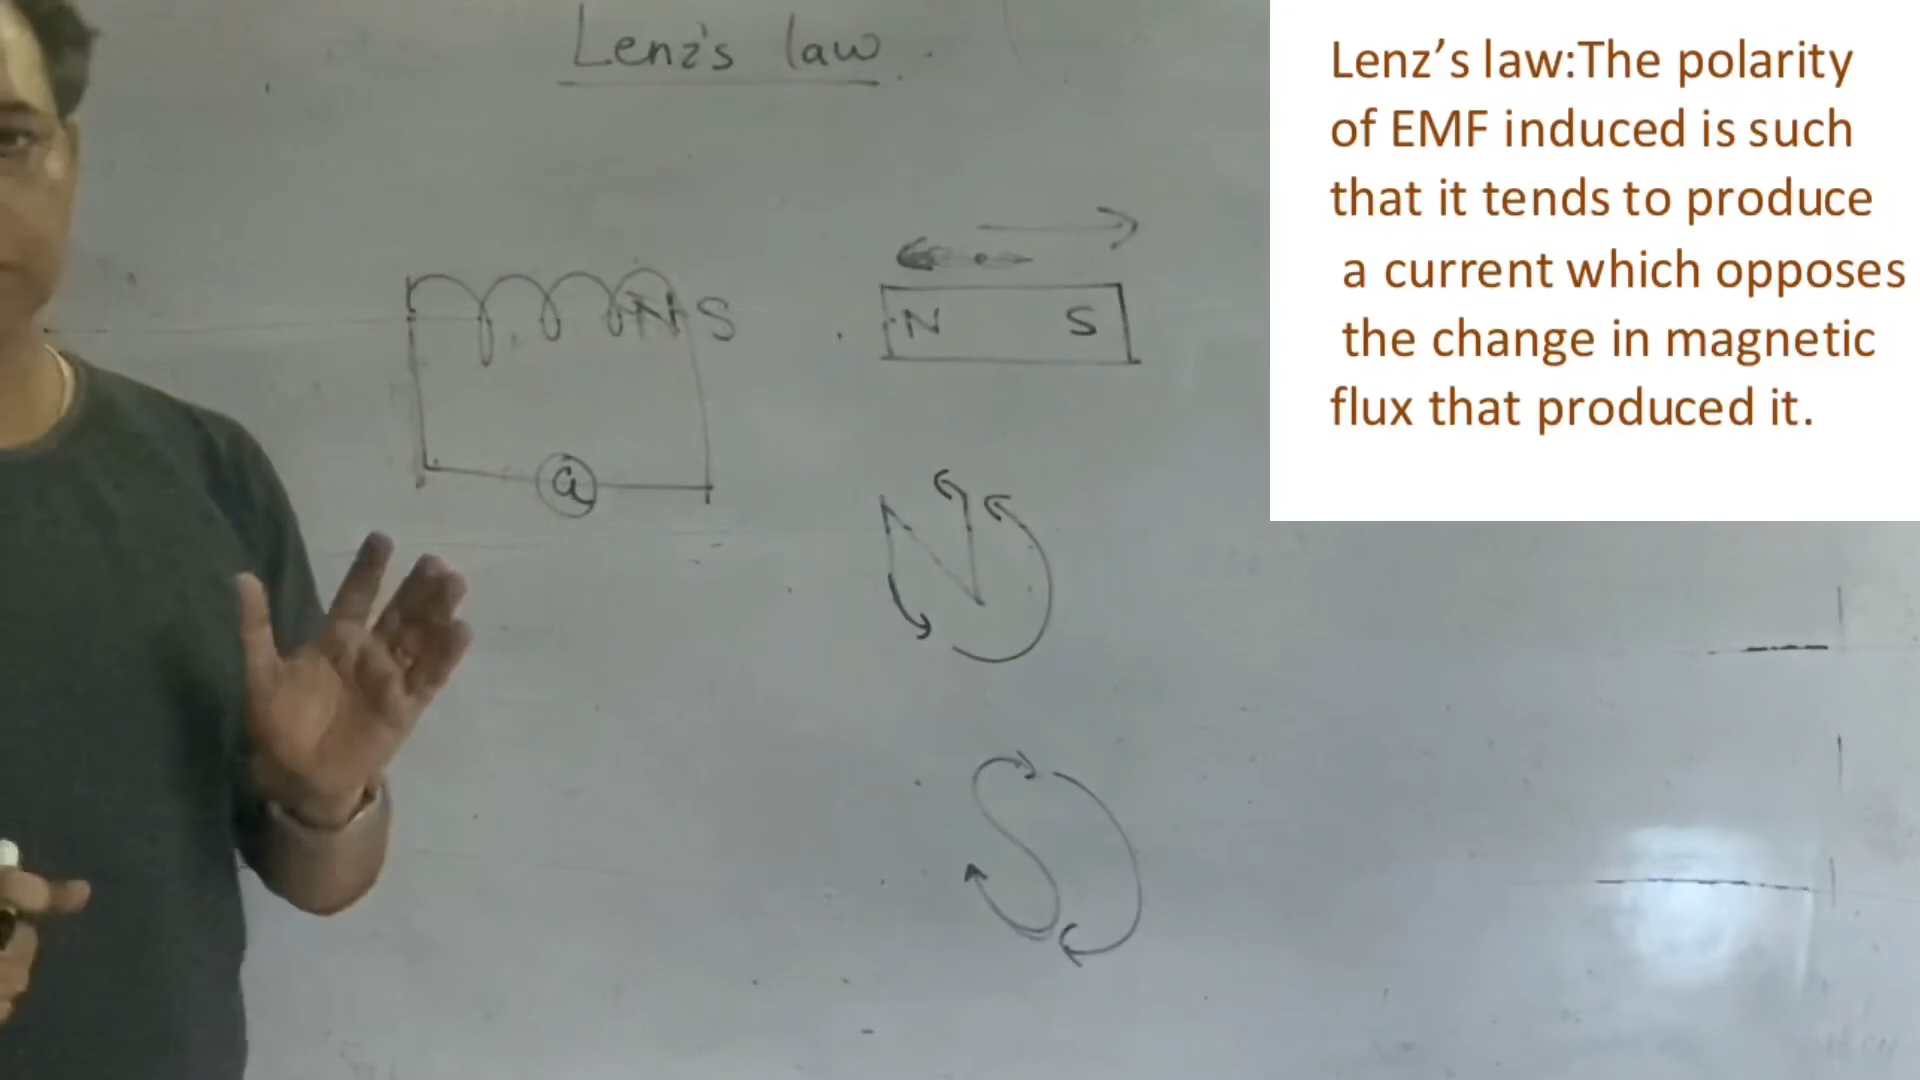 Lenz's law
Lenz’s law:The polarity
of EMF induced is such
that it tends to produce
a current which opposes
the change in magnetic
flux that produced it.
N S
N S
G
N
S